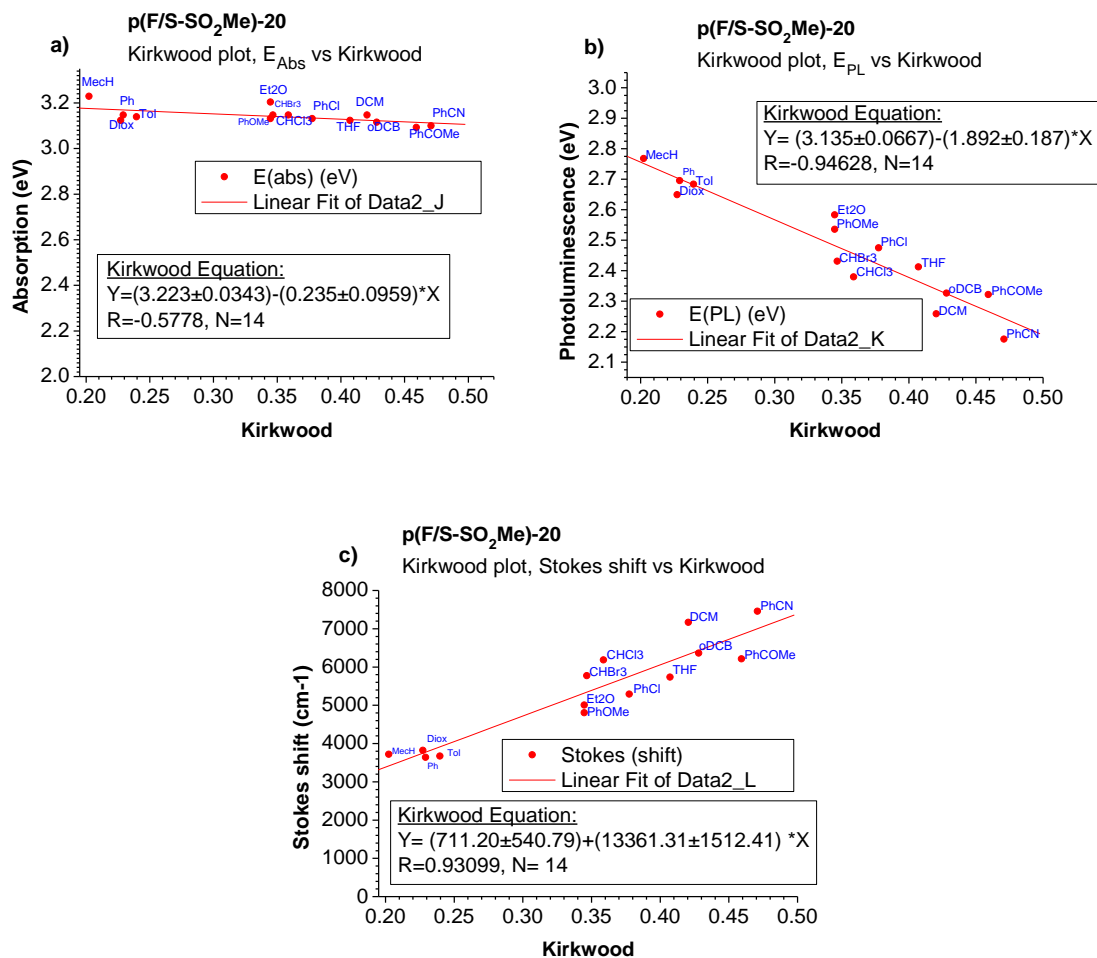 p(F/S-SO2Me)-20
a)
Kirkwood plot, EAbs vs Kirkwood
MecH
Ph
Diox
Tol
Et2O
CHBr3
PhOMe
CHCl3
PhCl
DCM
THF
oDCB
PhCN
PhCOMe
E(abs) (eV)
Linear Fit of Data2_J
Kirkwood Equation:
Y=(3.223±0.0343)-(0.235±0.0959)*X
R=-0.5778, N=14
Absorption (eV)
3.2
3.0
2.8
2.6
2.4
2.2
2.0
0.20 0.25 0.30 0.35 0.40 0.45 0.50
Kirkwood
p(F/S-SO2Me)-20
b)
Kirkwood plot, EPL vs Kirkwood
Kirkwood Equation:
Y= (3.135±0.0667)-(1.892±0.187)*X
R=-0.94628, N=14
MecH
Ph
Tol
Diox
Et2O
PhOMe
PhCl
CHBr3
THF
CHCl3
oDCB
PhCOMe
DCM
PhCN
E(PL) (eV)
Linear Fit of Data2_K
Photoluminescence (eV)
2.9
2.8
2.7
2.6
2.5
2.4
2.3
2.2
2.1
0.20 0.25 0.30 0.35 0.40 0.45 0.50
Kirkwood
p(F/S-SO2Me)-20
c)
Kirkwood plot, Stokes shift vs Kirkwood
PhCN
DCM
CHCl3
oDCB
PhCOMe
CHBr3
THF
PhCl
Et2O
PhOMe
Diox
MecH
Tol
Ph
Stokes (shift)
Linear Fit of Data2_L
Kirkwood Equation:
Y= (711.20±540.79)+(13361.31±1512.41) *X
R=0.93099, N= 14
Stokes shift (cm-1)
8000
7000
6000
5000
4000
3000
2000
1000
0
0.20 0.25 0.30 0.35 0.40 0.45 0.50
Kirkwood